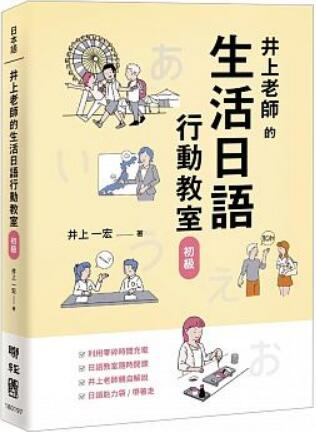 日本語
井上老師的生活日語行動教室
初級
井上一宏——著
聯經
井上老師的
生活日語
行動教室
初級
井上 一宏——著
あ
い
う
え
お
利用零碎時間充電
日語教室隨時開課
井上老師親自解說
日語能力袋/帶著走